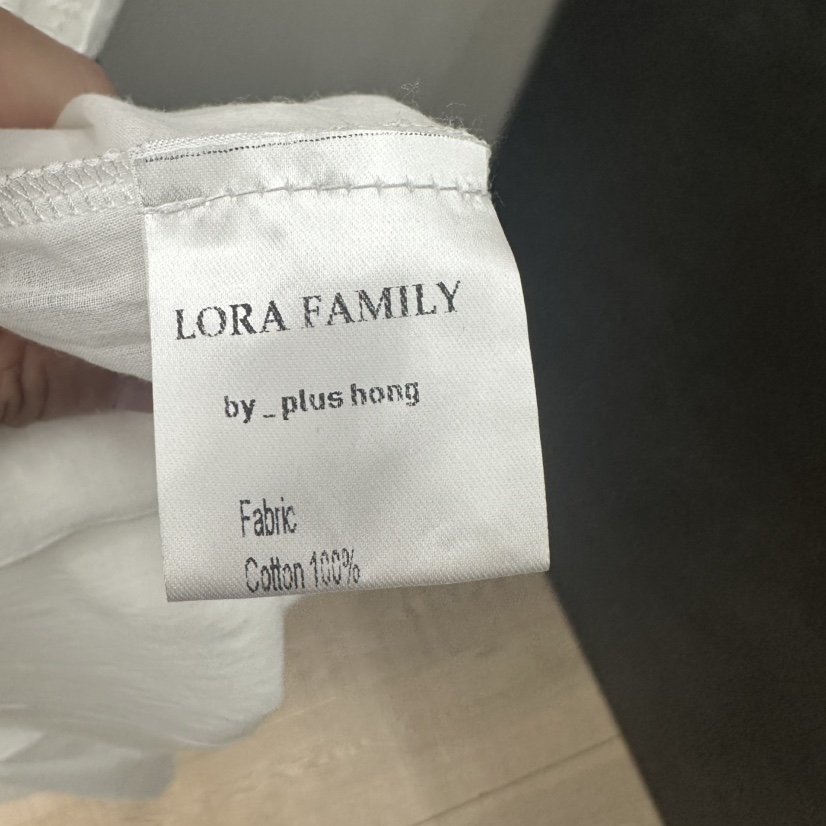 LORA FAMILY
by_plus hong
Fabric
Cotton 100%